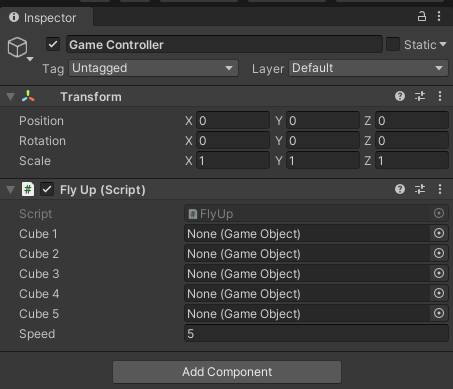 Inspector
Game Controller Static
Tag Untagged Layer Default
Transform
Position X 0 Y 0 Z 0
Rotation X 0 Y 0 Z 0
Scale X 1 Y 1 Z 1
# Fly Up (Script)
Script # FlyUp
Cube 1 None (Game Object)
Cube 2 None (Game Object)
Cube 3 None (Game Object)
Cube 4 None (Game Object)
Cube 5 None (Game Object)
Speed 5
Add Component